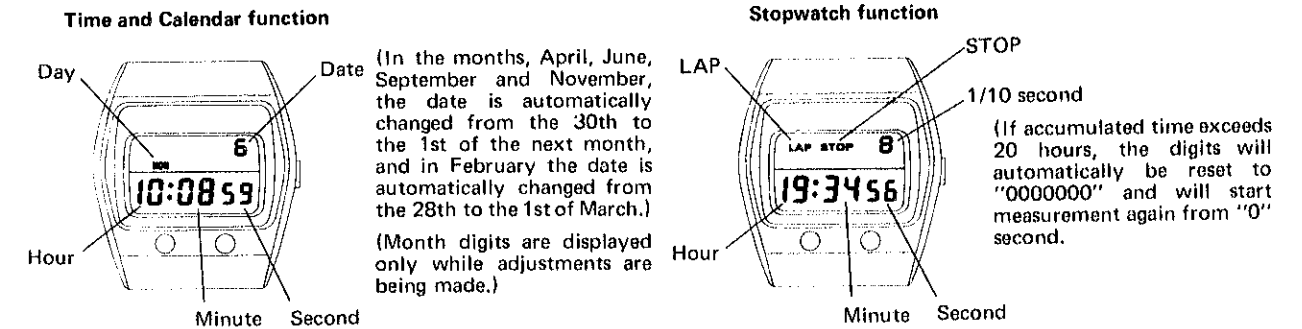 Time and Calendar function
Day
Date
MON
6
10:08 59
Hour
Minute
Second
(In the months, April, June,
September and November,
the date is automatically
changed from the 30th to
the 1st of the next month,
and in February the date is
automatically changed from
the 28th to the 1st of March.)
(Month digits are displayed
only while adjustments are
being made.)
Stopwatch function
LAP
STOP
1/10 second
LAP STOP 8
19:34 56
Hour
Minute
Second
(If accumulated time exceeds
20 hours, the digits will
automatically be reset to
"0000000" and will start
measurement again from "0"
second.